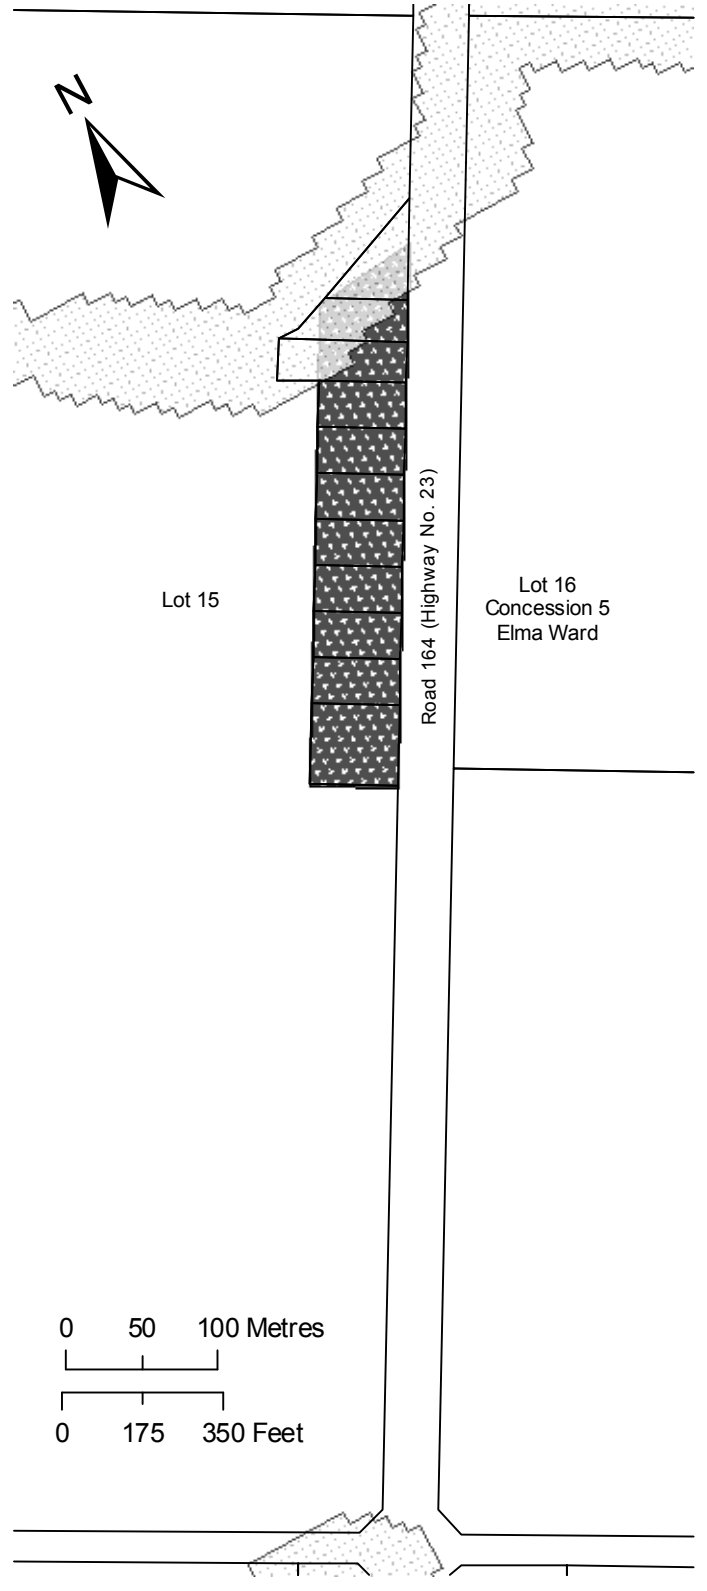 N
Lot 15
Road 164 (Highway No. 23)
Lot 16
Concession 5
Elma Ward
0 50 100 Metres
0 175 350 Feet